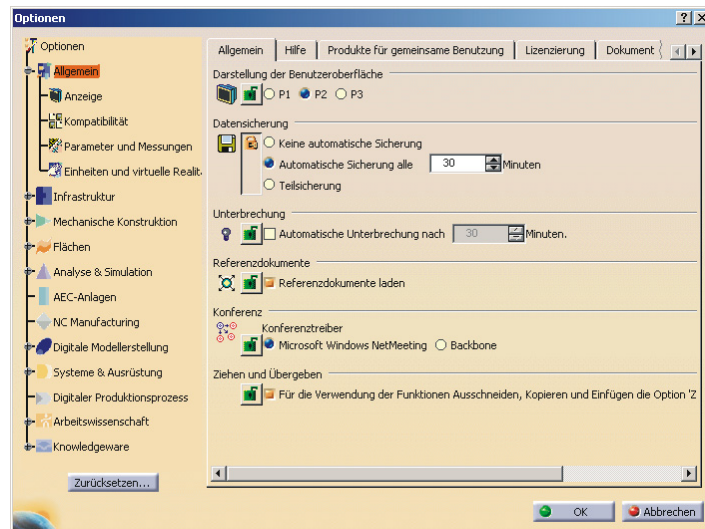 Optionen
Optionen
Allgemein
Anzeige
Kompatibilität
Parameter und Messungen
Einheiten und virtuelle Realit
Infrastruktur
Mechanische Konstruktion
Flächen
Analyse & Simulation
AEC-Anlagen
NC Manufacturing
Digitale Modellerstellung
Systeme & Ausrüstung
Digitaler Produktionsprozess
Arbeitswissenschaft
Knowledgeware
Zurücksetzen...
Allgemein Hilfe Produkte für gemeinsame Benutzung Lizenzierung Dokument
Darstellung der Benutzeroberfläche
P1 P2 P3
Datensicherung
Keine automatische Sicherung
Automatische Sicherung alle 30 Minuten
Teilsicherung
Unterbrechung
Automatische Unterbrechung nach 30 Minuten.
Referenzdokumente
Referenzdokumente laden
Konferenz
Konferenztreiber
Microsoft Windows NetMeeting Backbone
Ziehen und Übergeben
Für die Verwendung der Funktionen Ausschneiden, Kopieren und Einfügen die Option 'Z
OK Abbrechen